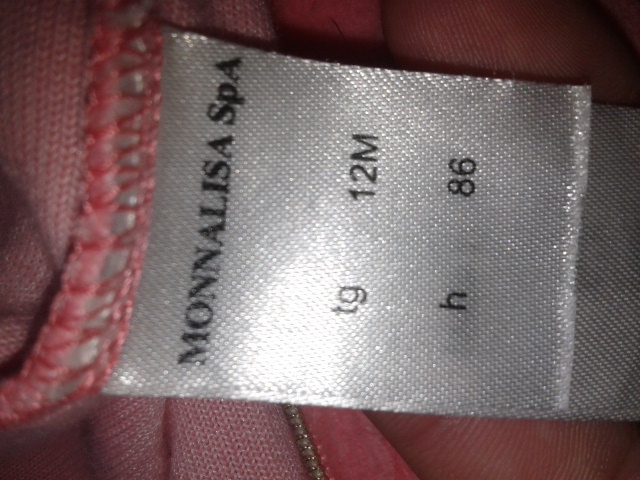 MONNALISA SpA
tg 12M
h 86